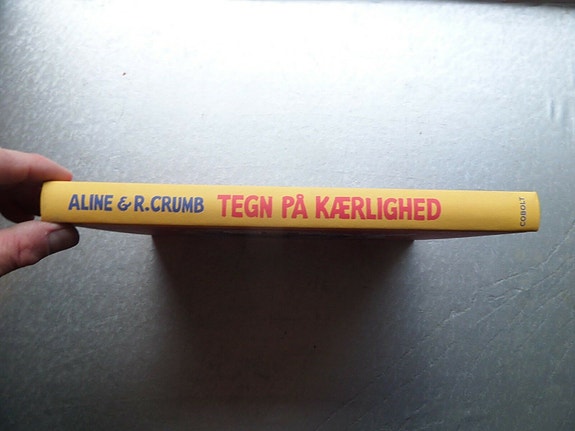 ALINE & R.CRUMB TEGN PÅ KÆRLIGHED
COBOLT